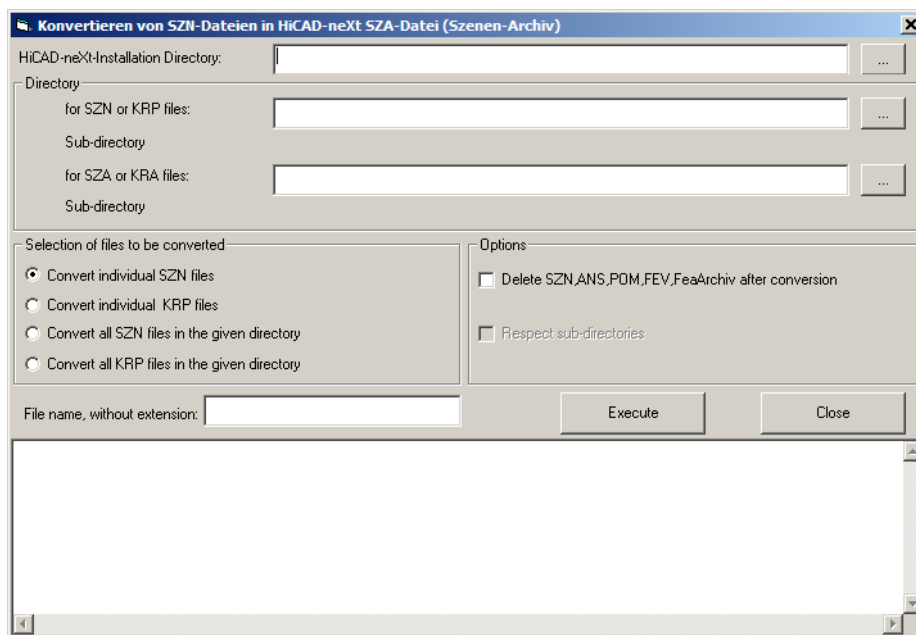 Konvertieren von SZN-Dateien in HiCAD-neXt SZA-Datei (Szenen-Archiv)
HiCAD-neXt-Installation Directory:
...
Directory
for SZN or KRP files:
...
Sub-directory
for SZA or KRA files:
...
Sub-directory
Selection of files to be converted
Convert individual SZN files
Convert individual KRP files
Convert all SZN files in the given directory
Convert all KRP files in the given directory
Options
Delete SZN,ANS,POM,FEV,FeaArchiv after conversion
Respect sub-directories
File name, without extension:
Execute
Close